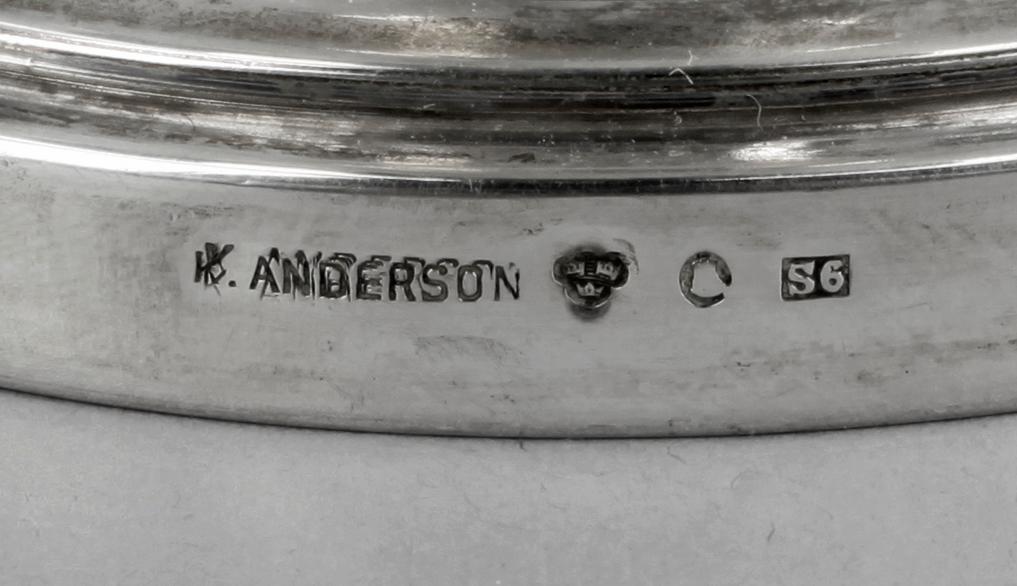 K. ANDERSON C S6